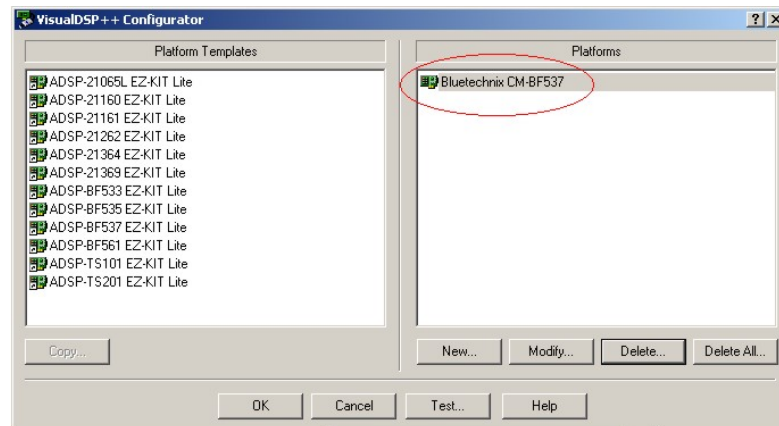 VisualDSP++ Configurator
Platform Templates
ADSP-21065L EZ-KIT Lite
ADSP-21160 EZ-KIT Lite
ADSP-21161 EZ-KIT Lite
ADSP-21262 EZ-KIT Lite
ADSP-21364 EZ-KIT Lite
ADSP-21369 EZ-KIT Lite
ADSP-BF533 EZ-KIT Lite
ADSP-BF535 EZ-KIT Lite
ADSP-BF537 EZ-KIT Lite
ADSP-BF561 EZ-KIT Lite
ADSP-TS101 EZ-KIT Lite
ADSP-TS201 EZ-KIT Lite
Copy...
Platforms
Bluetechnix CM-BF537
New... Modify... Delete... Delete All...
OK Cancel Test... Help